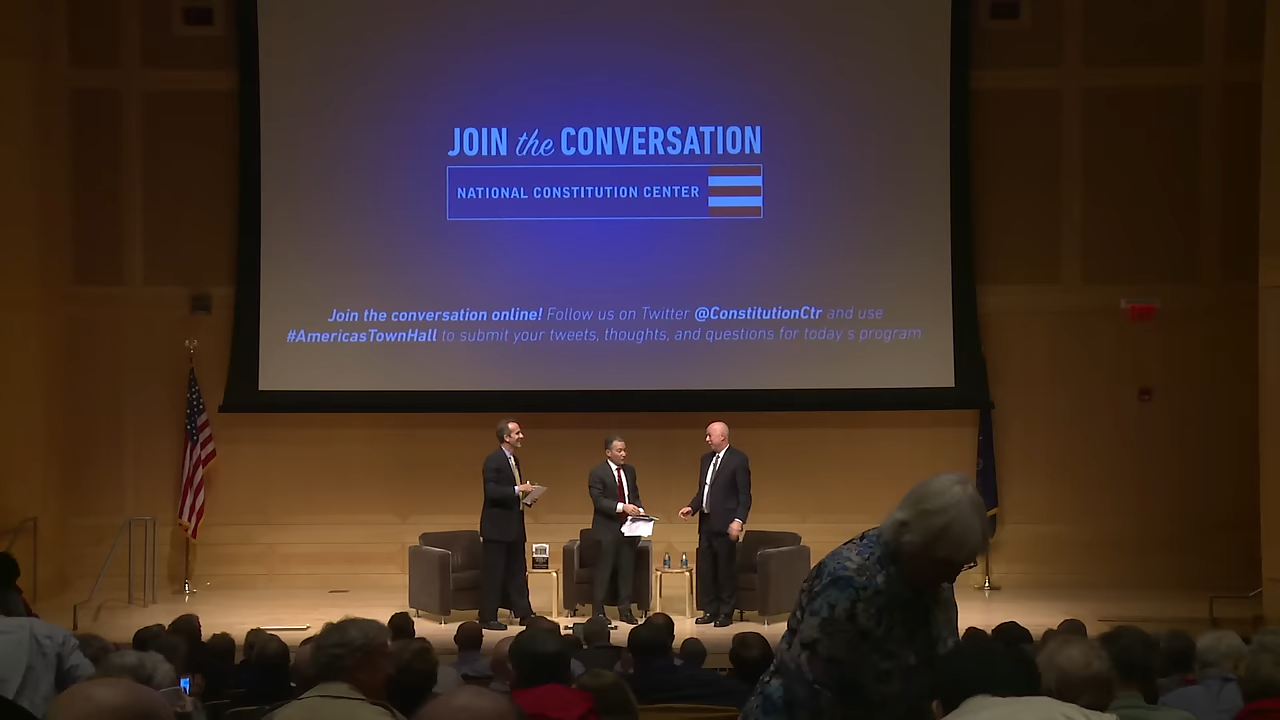 JOIN the CONVERSATION
NATIONAL CONSTITUTION CENTER
Join the conversation online! Follow us on Twitter @ConstitutionCtr and use
#AmericasTownHall to submit your tweets, thoughts, and questions for today s program